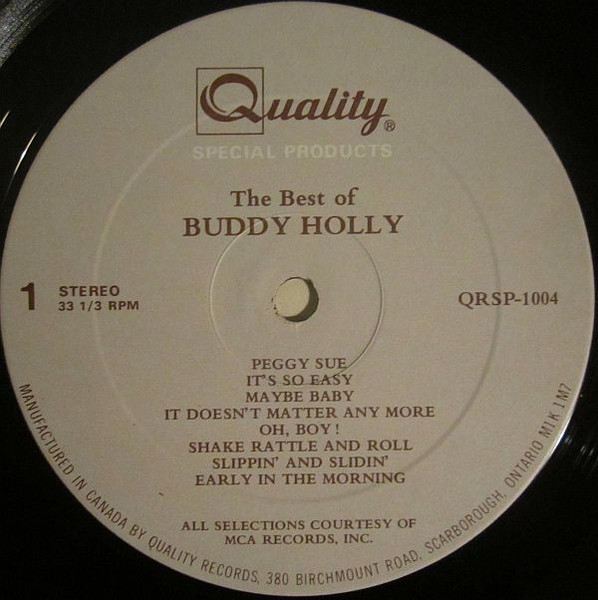 Quality®
SPECIAL PRODUCTS
The Best of
BUDDY HOLLY
1
STEREO
33 1/3 RPM
QRSP-1004
PEGGY SUE
IT'S SO EASY
MAYBE BABY
IT DOESN'T MATTER ANY MORE
OH, BOY!
SHAKE RATTLE AND ROLL
SLIPPIN' AND SLIDIN'
EARLY IN THE MORNING
ALL SELECTIONS COURTESY OF
MCA RECORDS, INC.
MANUFACTURED IN CANADA BY QUALITY RECORDS, 380 BIRCHMOUNT ROAD, SCARBOROUGH, ONTARIO M1K 1M7